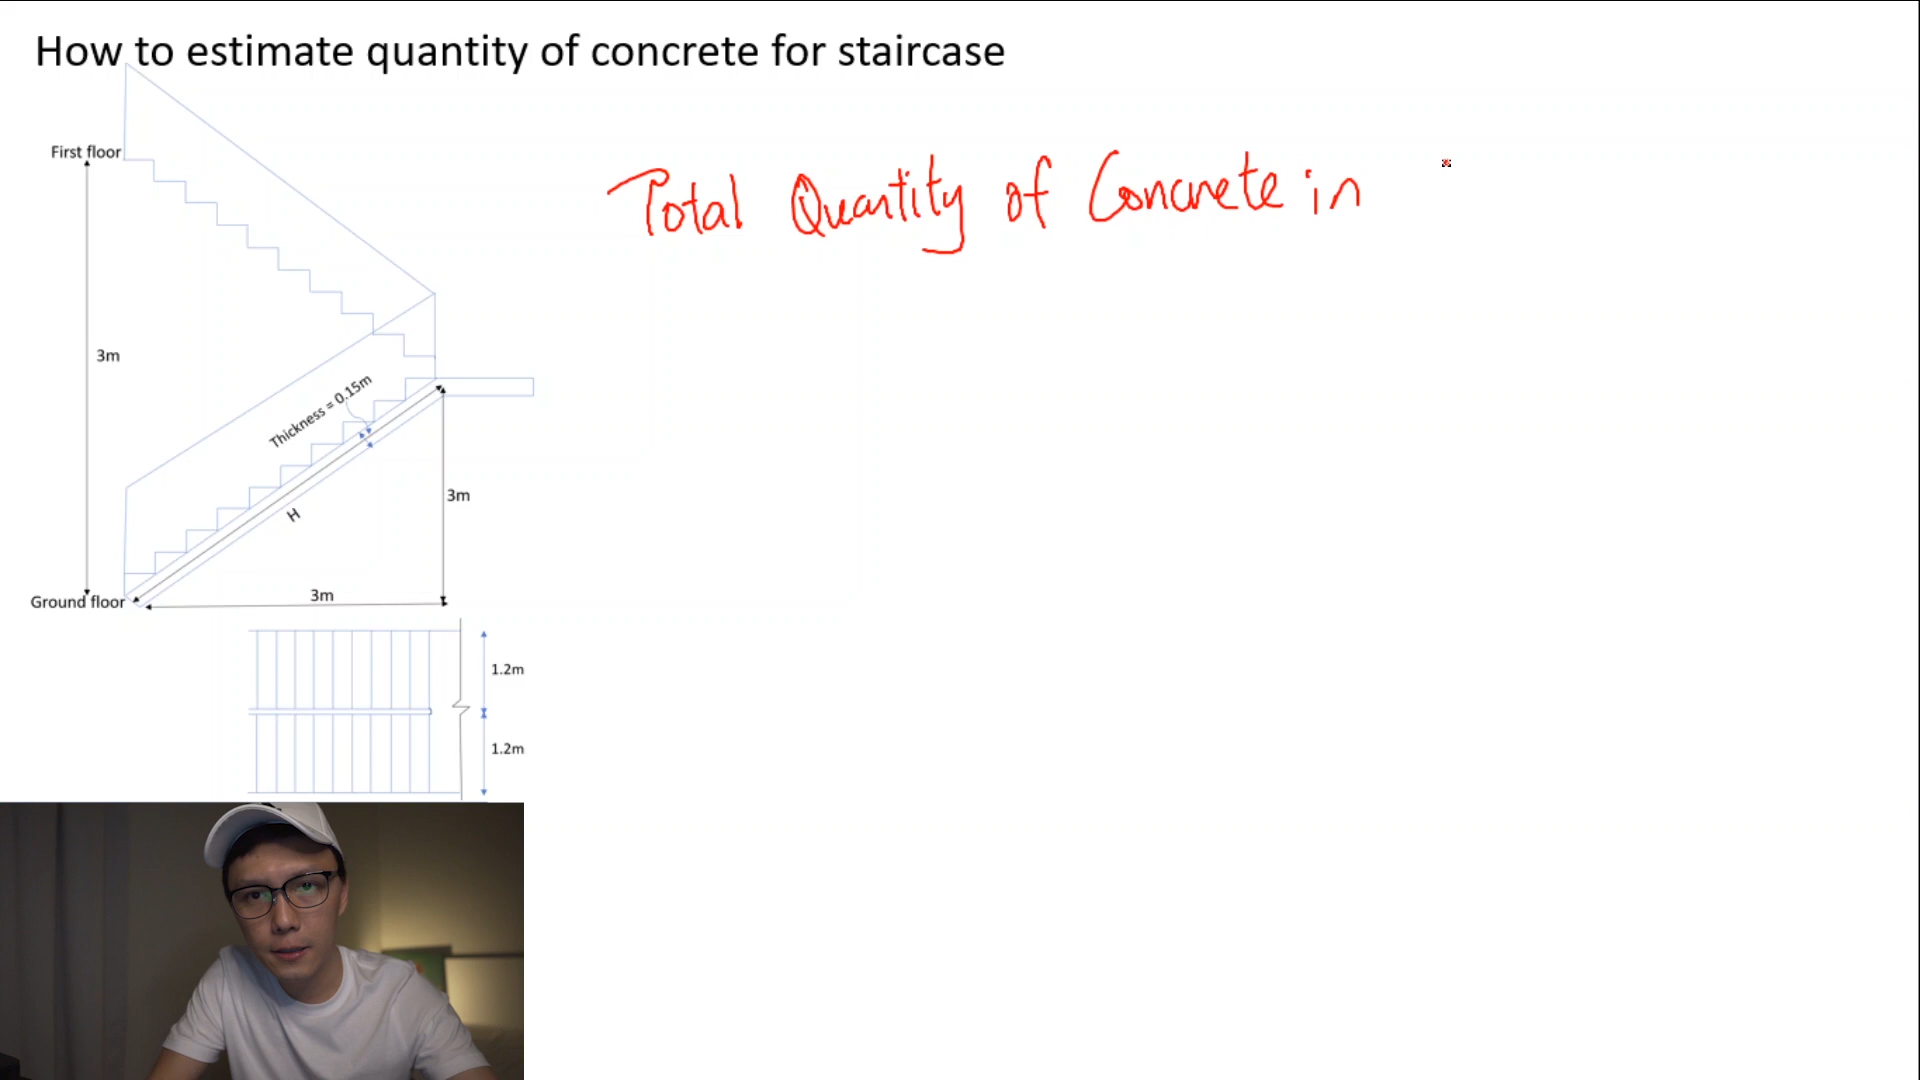 How to estimate quantity of concrete for staircase
Total Quantity of Concrete in
First floor
3m
Thickness = 0.15m
3m
H
3m
Ground floor
1.2m
1.2m